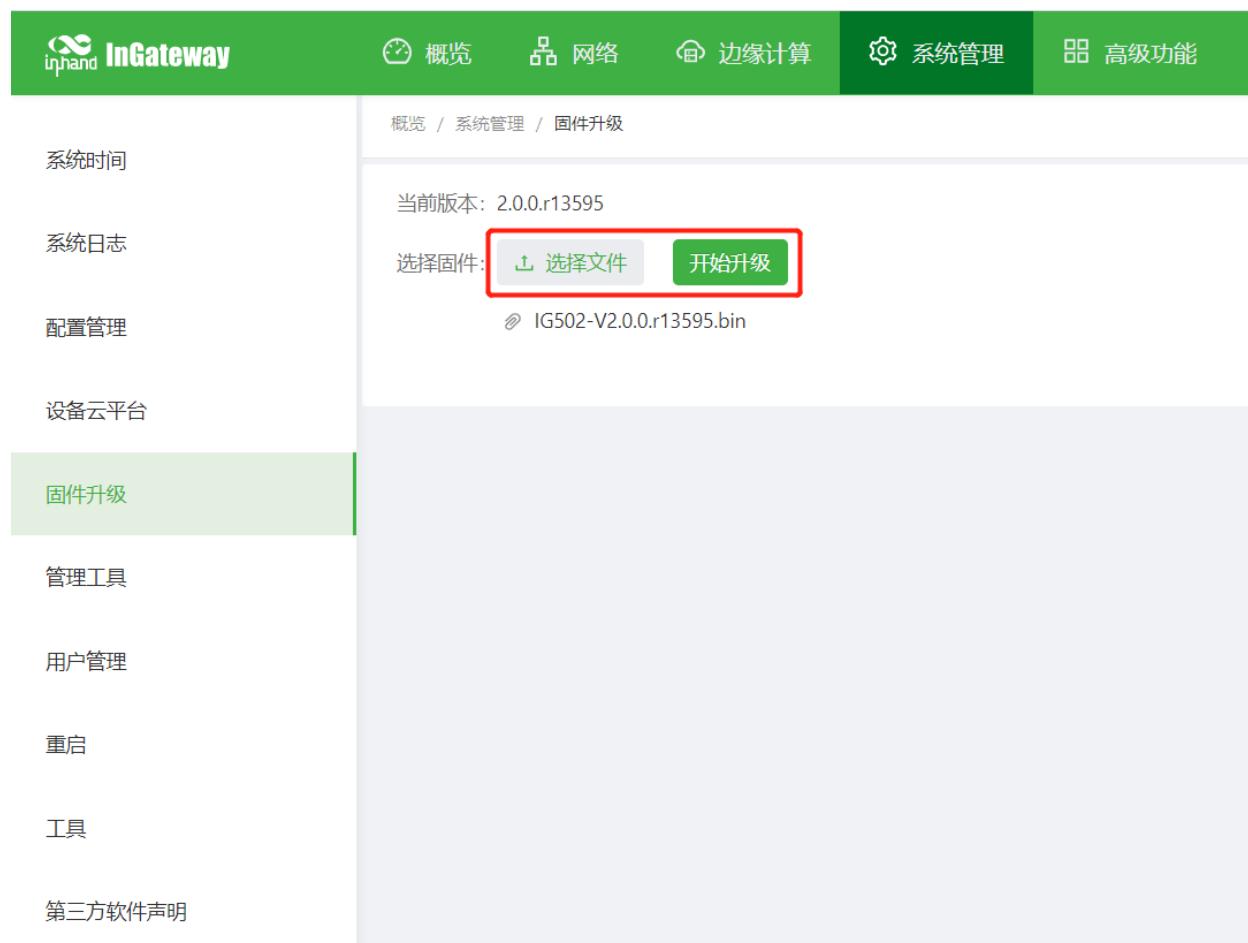 inhand InGateway 概览 网络 边缘计算 系统管理 高级功能
概览 / 系统管理 / 固件升级
系统时间
系统日志
配置管理
设备云平台
固件升级
管理工具
用户管理
重启
工具
第三方软件声明
当前版本：2.0.0.r13595
选择固件: 选择文件 开始升级
IG502-V2.0.0.r13595.bin